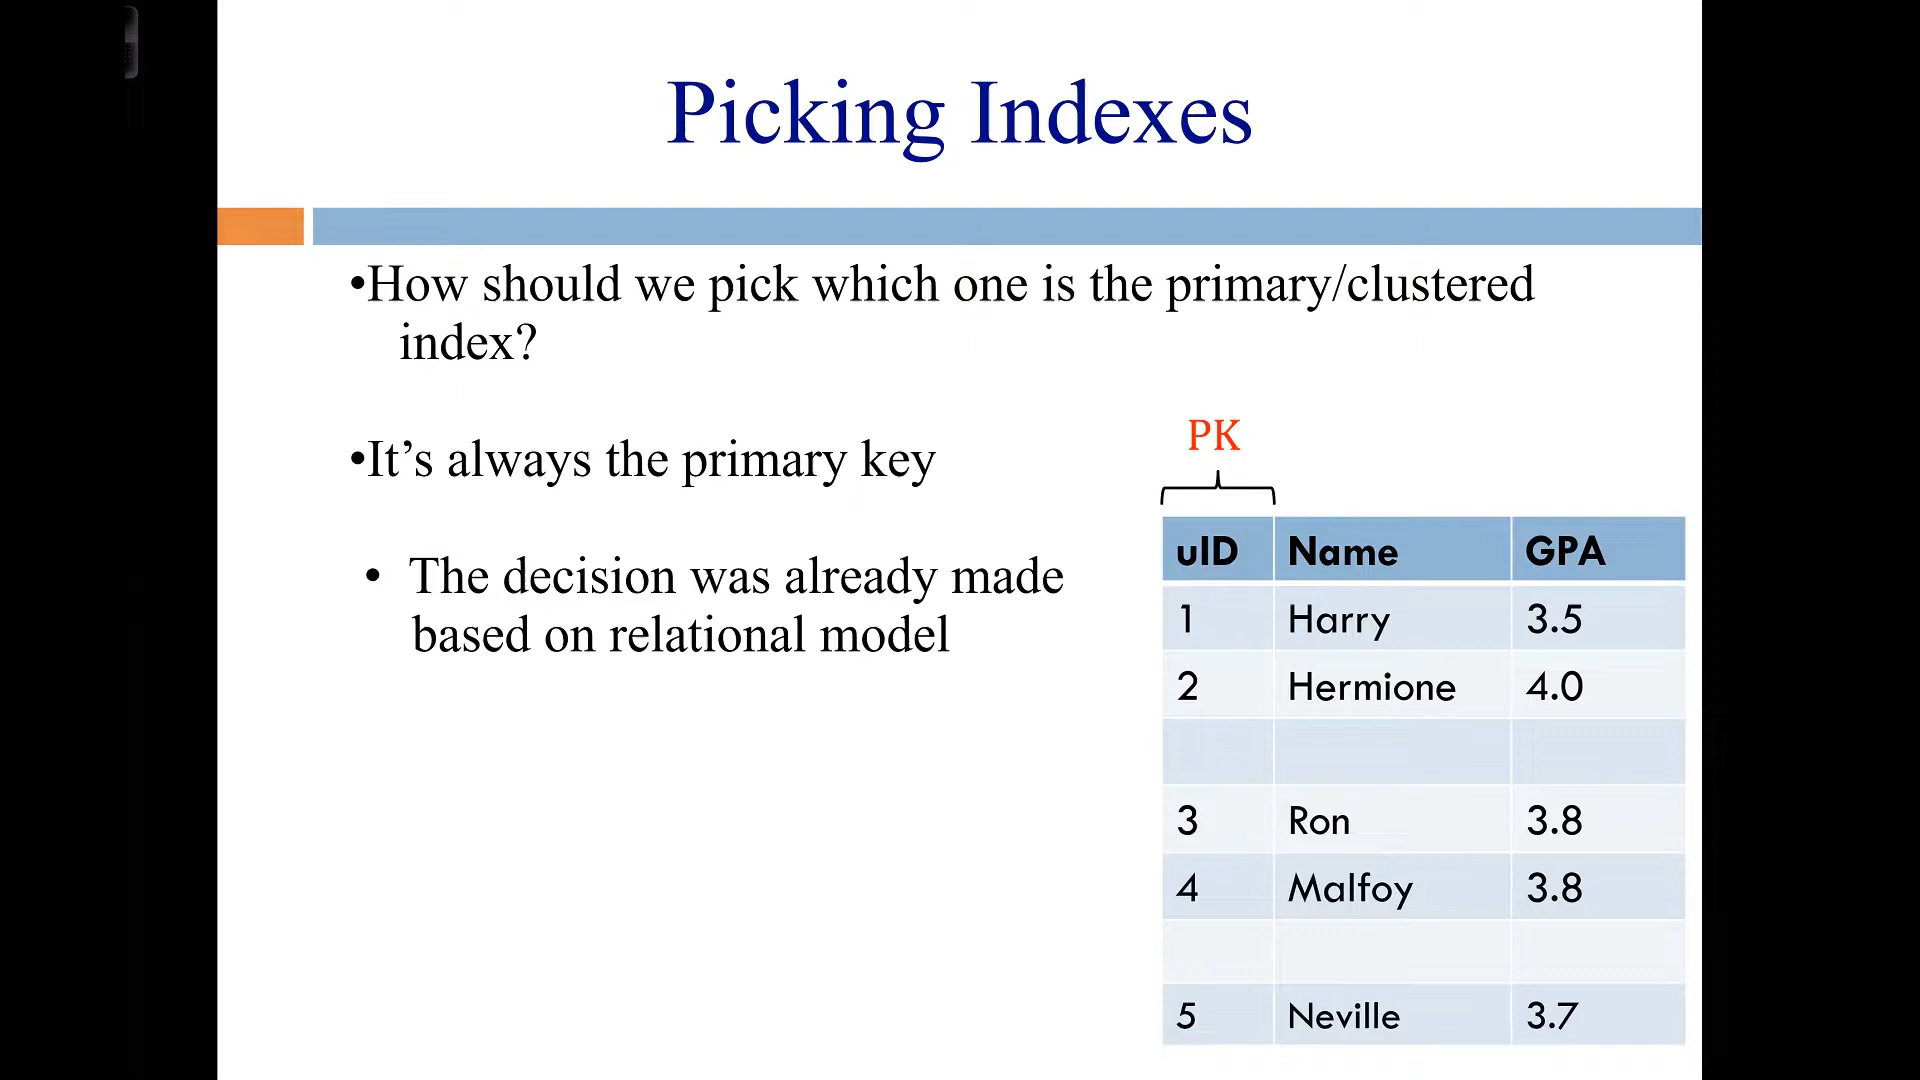 Picking Indexes
•How should we pick which one is the primary/clustered
index?
•It’s always the primary key
• The decision was already made
based on relational model
PK
uID Name GPA
1 Harry 3.5
2 Hermione 4.0
3 Ron 3.8
4 Malfoy 3.8
5 Neville 3.7